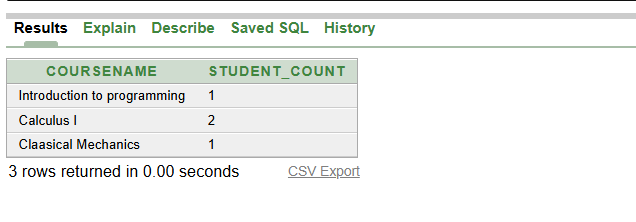 Results Explain Describe Saved SQL History
COURSENAME STUDENT_COUNT
Introduction to programming 1
Calculus I 2
Claasical Mechanics 1
3 rows returned in 0.00 seconds CSV Export